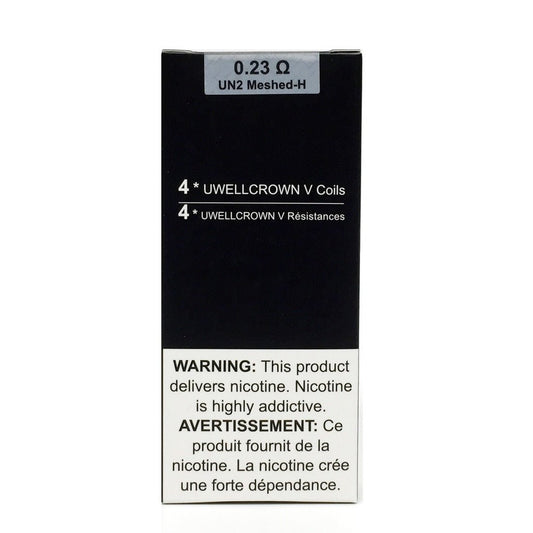 0.23 Ω
UN2 Meshed-H
4 * UWELLCROWN V Coils
4 * UWELLCROWN V Résistances
WARNING: This product
delivers nicotine. Nicotine
is highly addictive.
AVERTISSEMENT: Ce
produit fournit de la
nicotine. La nicotine crée
une forte dépendance.